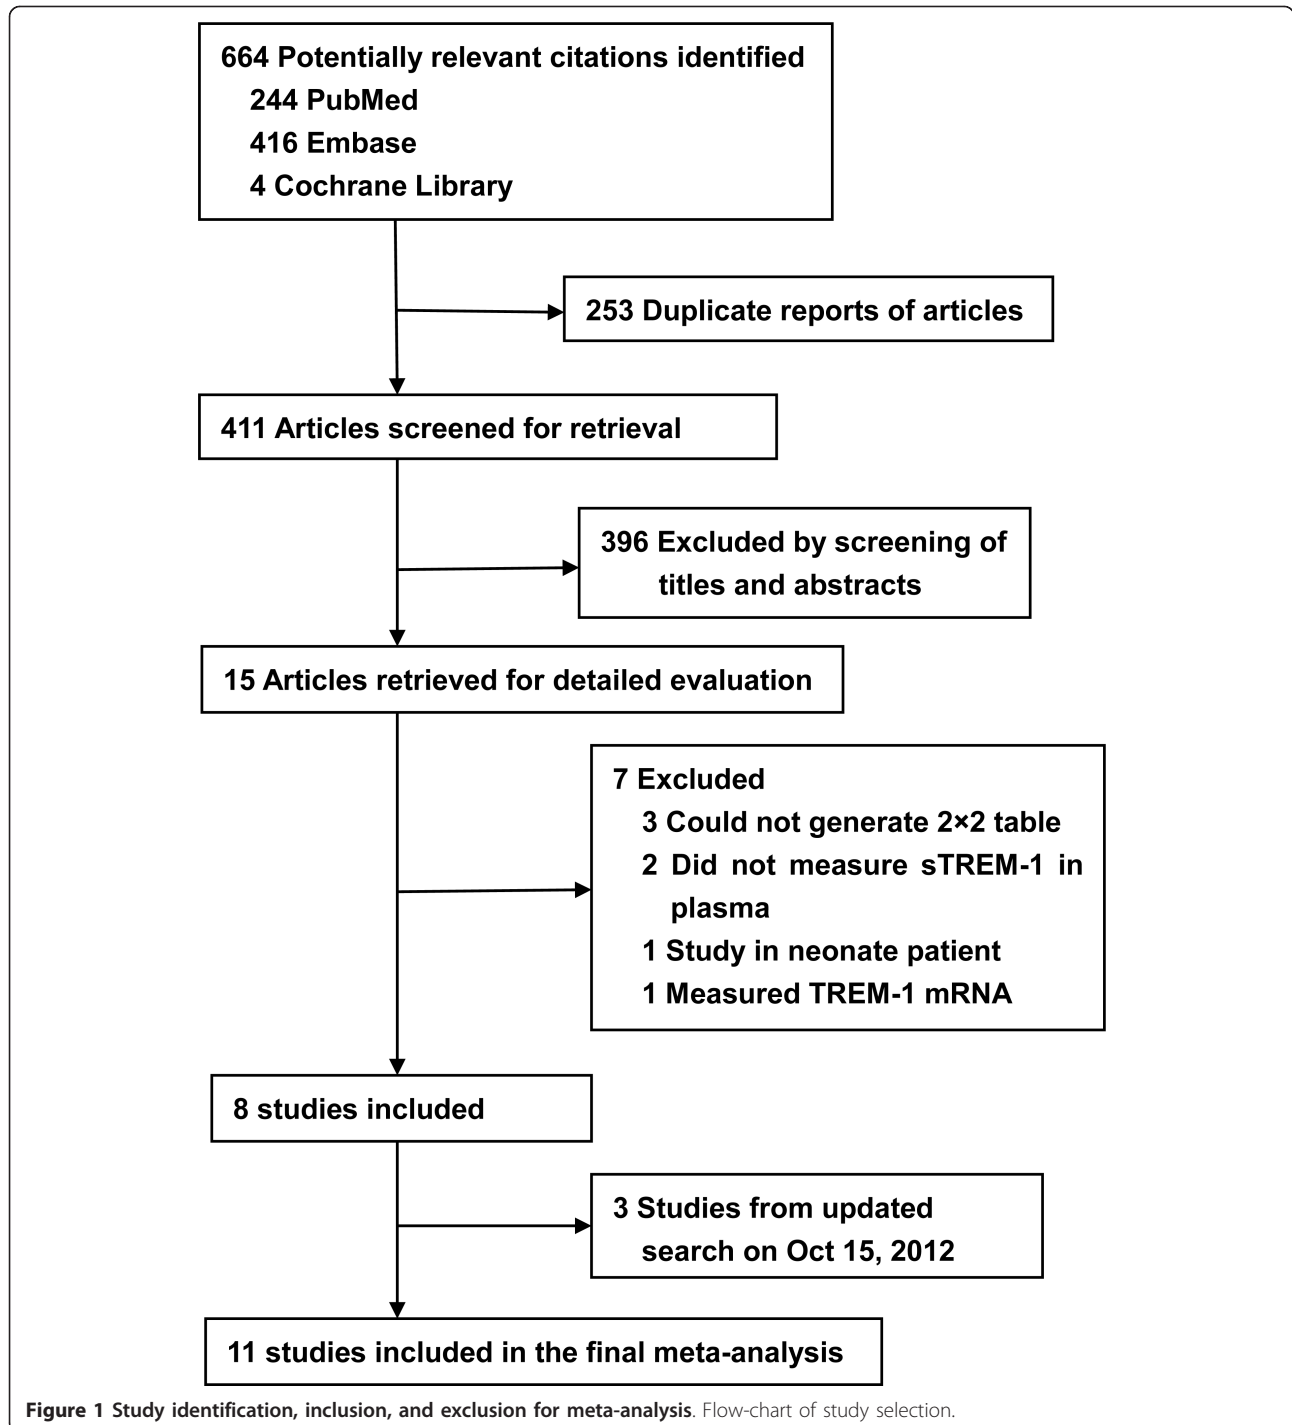 664 Potentially relevant citations identified
244 PubMed
416 Embase
4 Cochrane Library
253 Duplicate reports of articles
411 Articles screened for retrieval
396 Excluded by screening of
titles and abstracts
15 Articles retrieved for detailed evaluation
7 Excluded
3 Could not generate 2×2 table
2 Did not measure sTREM-1 in
plasma
1 Study in neonate patient
1 Measured TREM-1 mRNA
8 studies included
3 Studies from updated
search on Oct 15, 2012
11 studies included in the final meta-analysis
Figure 1 Study identification, inclusion, and exclusion for meta-analysis. Flow-chart of study selection.